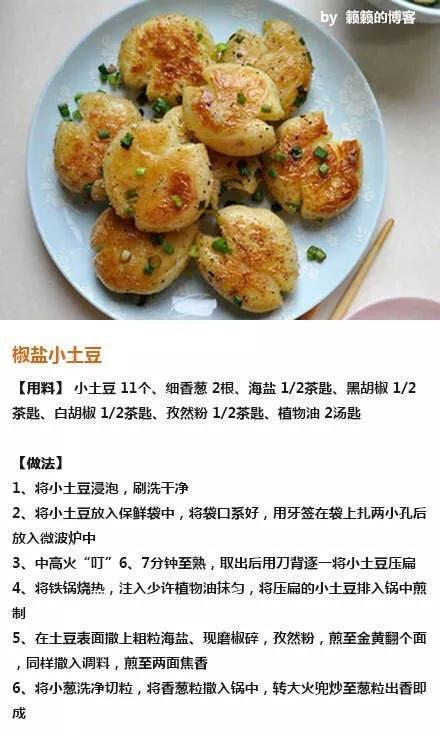 by 籁籁的博客
椒盐小土豆
【用料】 小土豆 11个、细香葱 2根、海盐 1/2茶匙、黑胡椒 1/2
茶匙、白胡椒 1/2茶匙、孜然粉 1/2茶匙、植物油 2汤匙
【做法】
1、将小土豆浸泡，刷洗干净
2、将小土豆放入保鲜袋中，将袋口系好，用牙签在袋上扎两小孔后
放入微波炉中
3、中高火“叮”6、7分钟至熟，取出后用刀背逐一将小土豆压扁
4、将铁锅烧热，注入少许植物油抹匀，将压扁的小土豆排入锅中煎
制
5、在土豆表面撒上粗粒海盐、现磨椒碎，孜然粉，煎至金黄翻个面
，同样撒入调料，煎至两面焦香
6、将小葱洗净切粒，将香葱粒撒入锅中，转大火兜炒至葱粒出香即
成